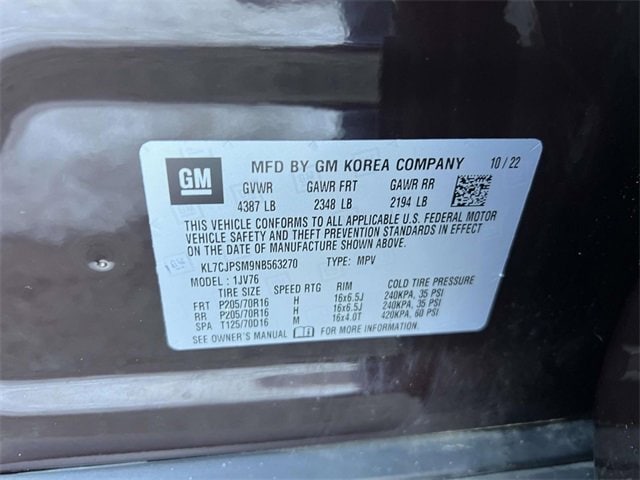 GM
MFD BY GM KOREA COMPANY 10/22
GVWR GAWR FRT GAWR RR
4387 LB 2348 LB 2194 LB
THIS VEHICLE CONFORMS TO ALL APPLICABLE U.S. FEDERAL MOTOR
VEHICLE SAFETY AND THEFT PREVENTION STANDARDS IN EFFECT ON
THE DATE OF MANUFACTURE SHOWN ABOVE.
KL7CJPSM9NB563270 TYPE: MPV
MODEL: 1JV76
TIRE SIZE SPEED RTG RIM COLD TIRE PRESSURE
FRT P205/70R16 H 16x6.5J 240KPA, 35 PSI
RR P205/70R16 H 16x6.5J 240KPA, 35 PSI
SPA T125/70D16 M 16x4.0T 420KPA, 60 PSI
SEE OWNER'S MANUAL FOR MORE INFORMATION